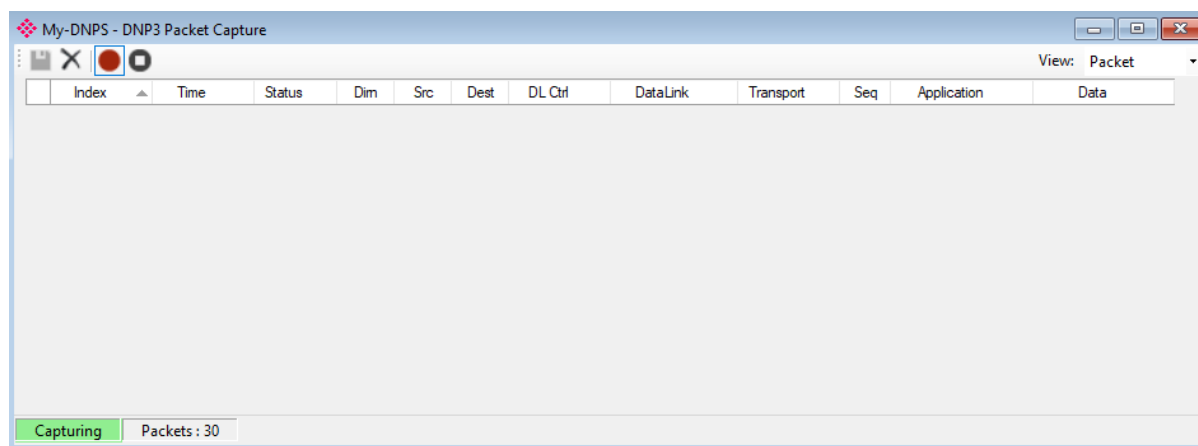 My-DNPS - DNP3 Packet Capture
View: Packet
Index Time Status Dirn Src Dest DL Ctrl DataLink Transport Seq Application Data
Capturing Packets : 30